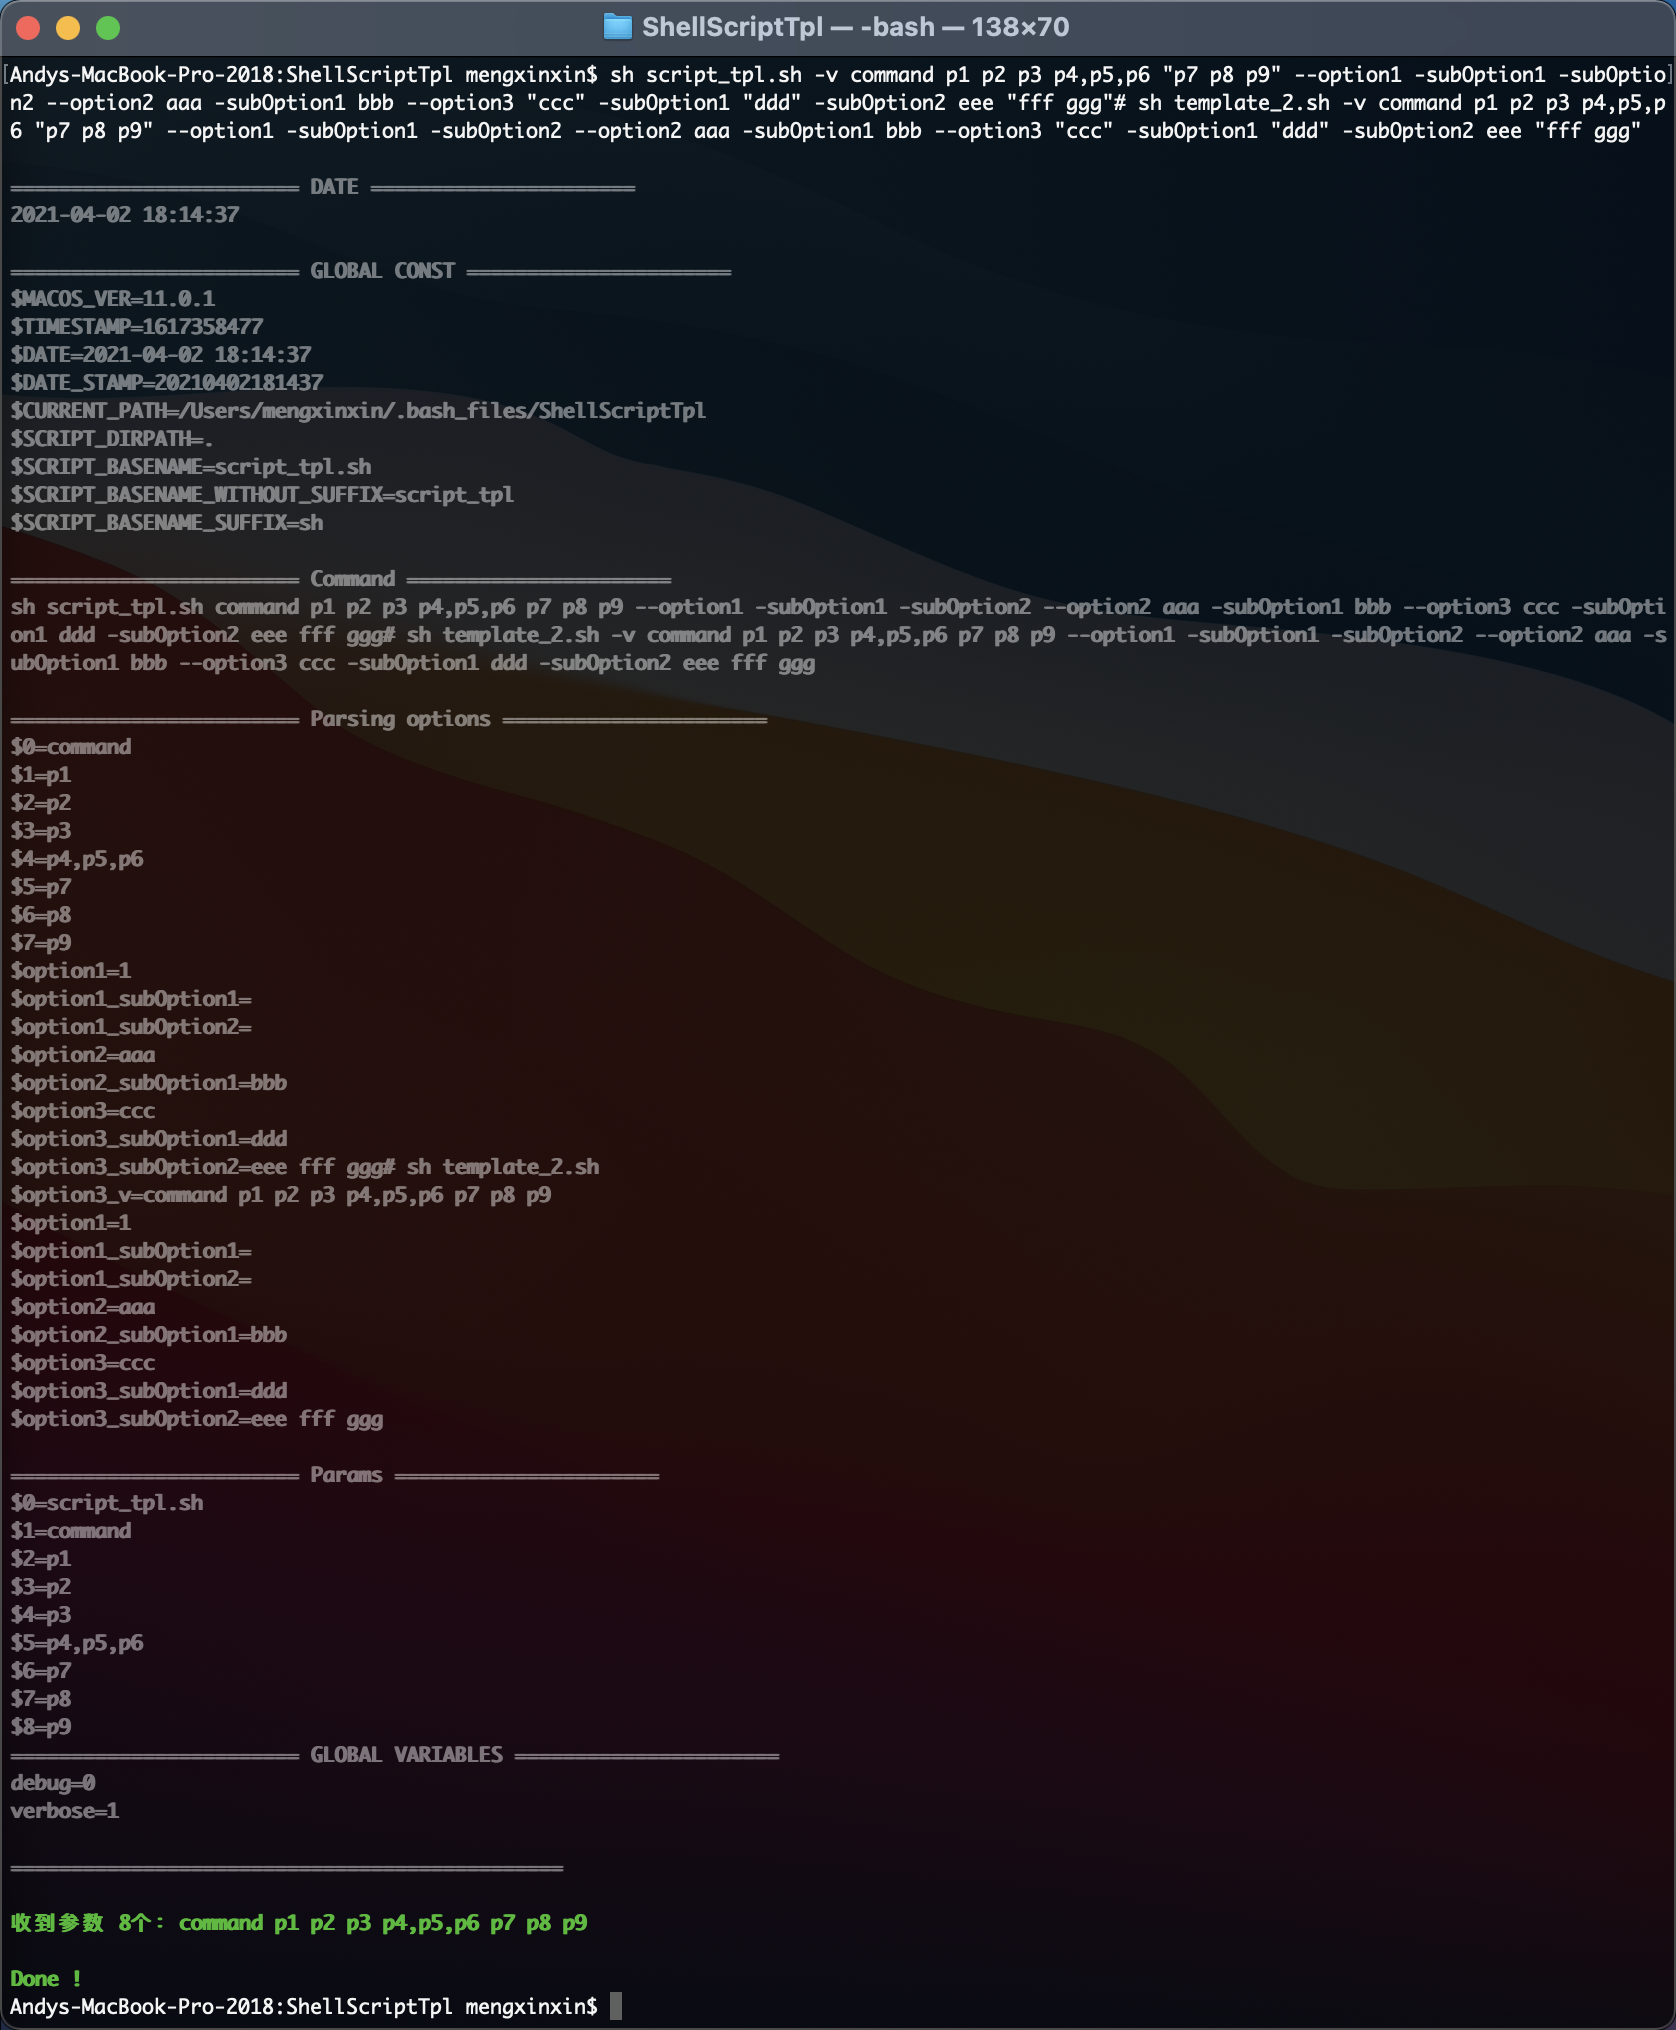 ShellScriptTpl — -bash — 138×70
[Andys-MacBook-Pro-2018:ShellScriptTpl mengxinxin$ sh script_tpl.sh -v command p1 p2 p3 p4,p5,p6 "p7 p8 p9" --option1 -subOption1 -subOptio]
n2 --option2 aaa -subOption1 bbb --option3 "ccc" -subOption1 "ddd" -subOption2 eee "fff ggg"# sh template_2.sh -v command p1 p2 p3 p4,p5,p
6 "p7 p8 p9" --option1 -subOption1 -subOption2 --option2 aaa -subOption1 bbb --option3 "ccc" -subOption1 "ddd" -subOption2 eee "fff ggg"
======================== DATE ======================
2021-04-02 18:14:37
======================== GLOBAL CONST ======================
$MACOS_VER=11.0.1
$TIMESTAMP=1617358477
$DATE=2021-04-02 18:14:37
$DATE_STAMP=20210402181437
$CURRENT_PATH=/Users/mengxinxin/.bash_files/ShellScriptTpl
$SCRIPT_DIRPATH=.
$SCRIPT_BASENAME=script_tpl.sh
$SCRIPT_BASENAME_WITHOUT_SUFFIX=script_tpl
$SCRIPT_BASENAME_SUFFIX=sh
======================== Command ======================
sh script_tpl.sh command p1 p2 p3 p4,p5,p6 p7 p8 p9 --option1 -subOption1 -subOption2 --option2 aaa -subOption1 bbb --option3 ccc -subOpti
on1 ddd -subOption2 eee fff ggg# sh template_2.sh -v command p1 p2 p3 p4,p5,p6 p7 p8 p9 --option1 -subOption1 -subOption2 --option2 aaa -s
ubOption1 bbb --option3 ccc -subOption1 ddd -subOption2 eee fff ggg
======================== Parsing options ======================
$0=command
$1=p1
$2=p2
$3=p3
$4=p4,p5,p6
$5=p7
$6=p8
$7=p9
$option1=1
$option1_subOption1=
$option1_subOption2=
$option2=aaa
$option2_subOption1=bbb
$option3=ccc
$option3_subOption1=ddd
$option3_subOption2=eee fff ggg# sh template_2.sh
$option3_v=command p1 p2 p3 p4,p5,p6 p7 p8 p9
$option1=1
$option1_subOption1=
$option1_subOption2=
$option2=aaa
$option2_subOption1=bbb
$option3=ccc
$option3_subOption1=ddd
$option3_subOption2=eee fff ggg
======================== Params ======================
$0=script_tpl.sh
$1=command
$2=p1
$3=p2
$4=p3
$5=p4,p5,p6
$6=p7
$7=p8
$8=p9
======================== GLOBAL VARIABLES ======================
debug=0
verbose=1
==============================================
收到参数 8个: command p1 p2 p3 p4,p5,p6 p7 p8 p9
Done !
Andys-MacBook-Pro-2018:ShellScriptTpl mengxinxin$